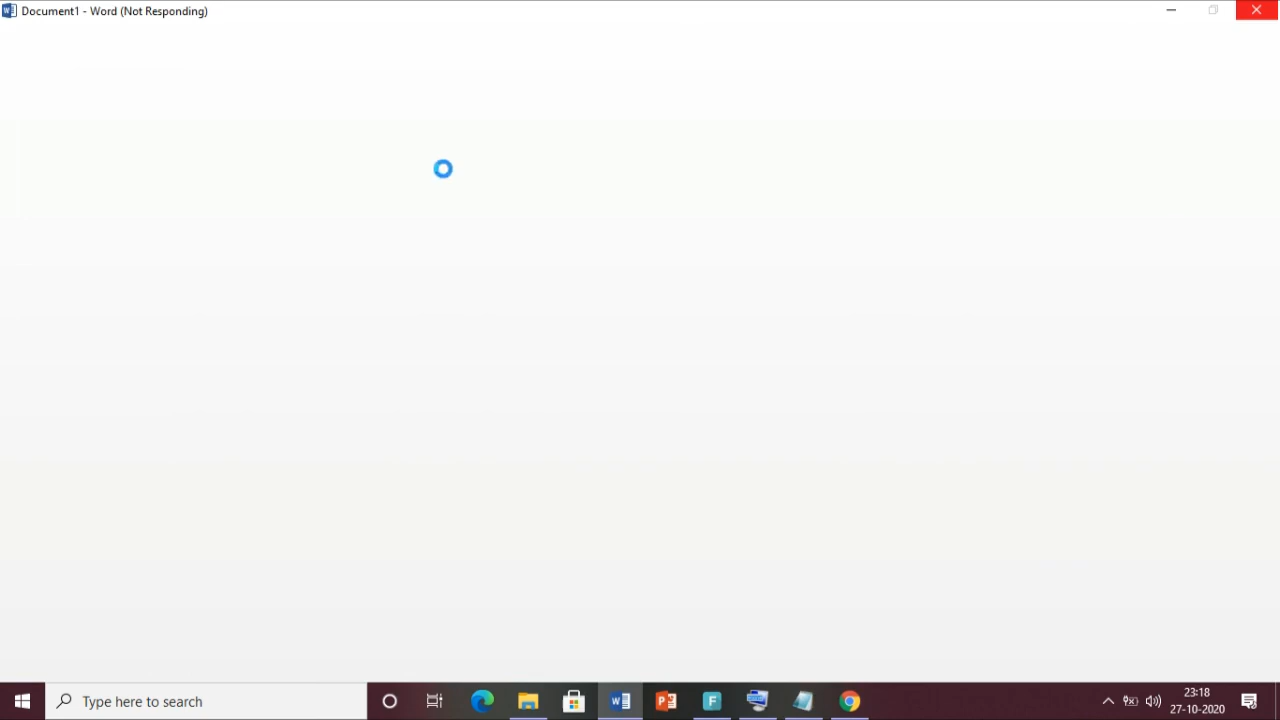 Document1 - Word (Not Responding)
Type here to search
23:18
27-10-2020